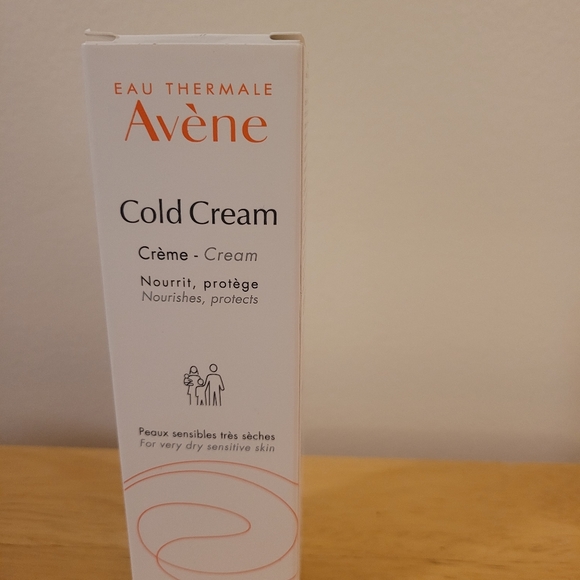 EAU THERMALE
Avène
Cold Cream
Crème - Cream
Nourrit, protège
Nourishes, protects
Peaux sensibles très sèches
For very dry sensitive skin